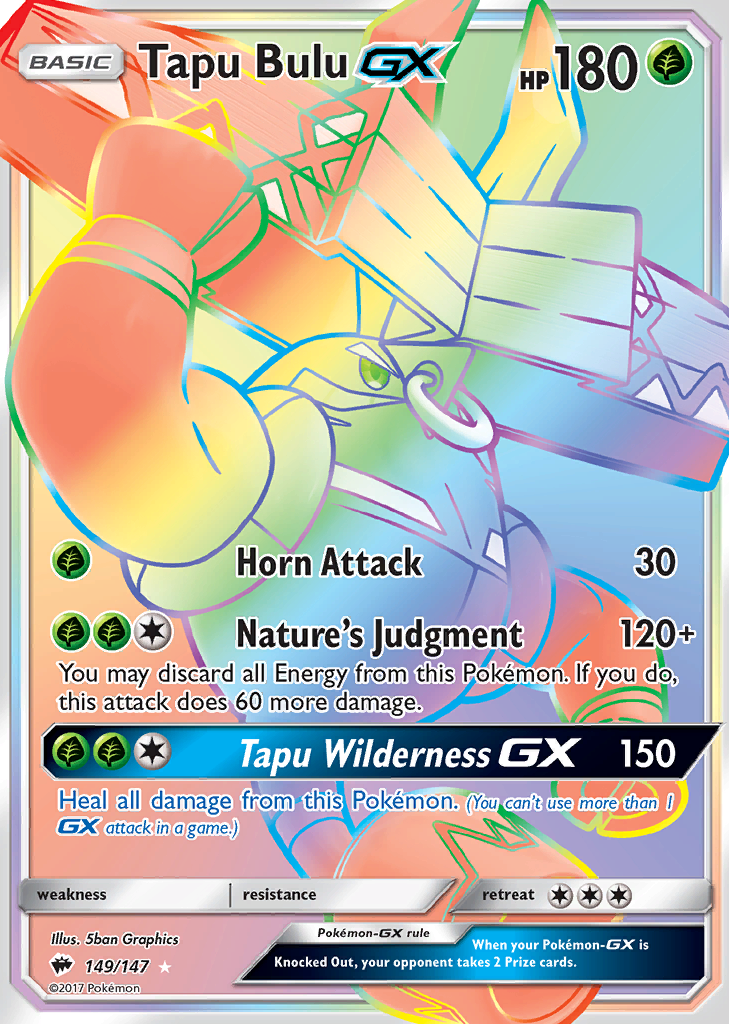 BASIC Tapu Bulu GX HP 180
Horn Attack 30
Nature's Judgment 120+
You may discard all Energy from this Pokémon. If you do,
this attack does 60 more damage.
Tapu Wilderness GX 150
Heal all damage from this Pokémon. (You can't use more than 1
GX attack in a game.)
weakness resistance retreat
Illus. 5ban Graphics
149/147
©2017 Pokémon
Pokémon-GX rule
When your Pokémon-GX is
Knocked Out, your opponent takes 2 Prize cards.